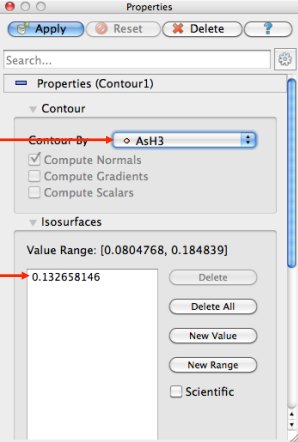 Properties
Apply Reset Delete ?
Search...
Properties (Contour1)
Contour
Contour By AsH3
Compute Normals
Compute Gradients
Compute Scalars
Isosurfaces
Value Range: [0.0804768, 0.184839]
0.132658146
Delete
Delete All
New Value
New Range
Scientific